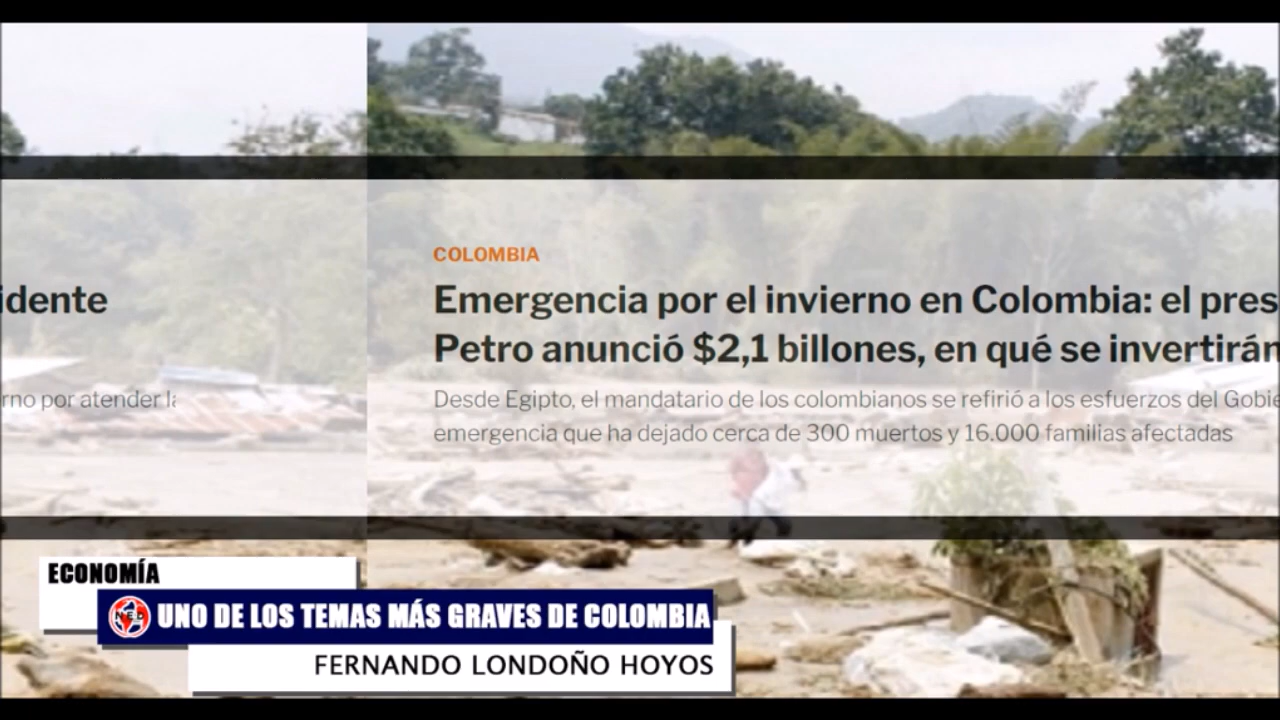 idente
rno por atender
COLOMBIA
Emergencia por el invierno en Colombia: el pres
Petro anunció $2,1 billones, en qué se invertirán
Desde Egipto, el mandatario de los colombianos se refirió a los esfuerzos del Gobie
emergencia que ha dejado cerca de 300 muertos y 16.000 familias afectadas
ECONOMÍA
UNO DE LOS TEMAS MÁS GRAVES DE COLOMBIA
FERNANDO LONDOÑO HOYOS